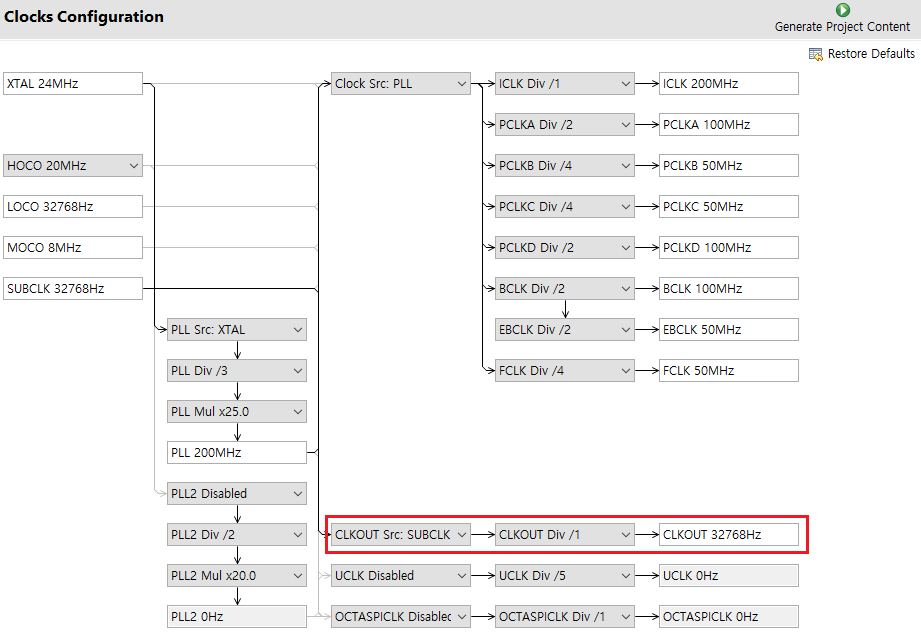 Clocks Configuration
Generate Project Content
Restore Defaults
XTAL 24MHz
Clock Src: PLL
ICLK Div /1
ICLK 200MHz
PCLKA Div /2
PCLKA 100MHz
HOCO 20MHz
PCLKB Div /4
PCLKB 50MHz
LOCO 32768Hz
PCLKC Div /4
PCLKC 50MHz
MOCO 8MHz
PCLKD Div /2
PCLKD 100MHz
SUBCLK 32768Hz
BCLK Div /2
BCLK 100MHz
PLL Src: XTAL
EBCLK Div /2
EBCLK 50MHz
PLL Div /3
FCLK Div /4
FCLK 50MHz
PLL Mul x25.0
PLL 200MHz
PLL2 Disabled
PLL2 Div /2
CLKOUT Src: SUBCLK
CLKOUT Div /1
CLKOUT 32768Hz
PLL2 Mul x20.0
UCLK Disabled
UCLK Div /5
UCLK 0Hz
PLL2 0Hz
OCTASPICLK Disablec
OCTASPICLK Div /1
OCTASPICLK 0Hz